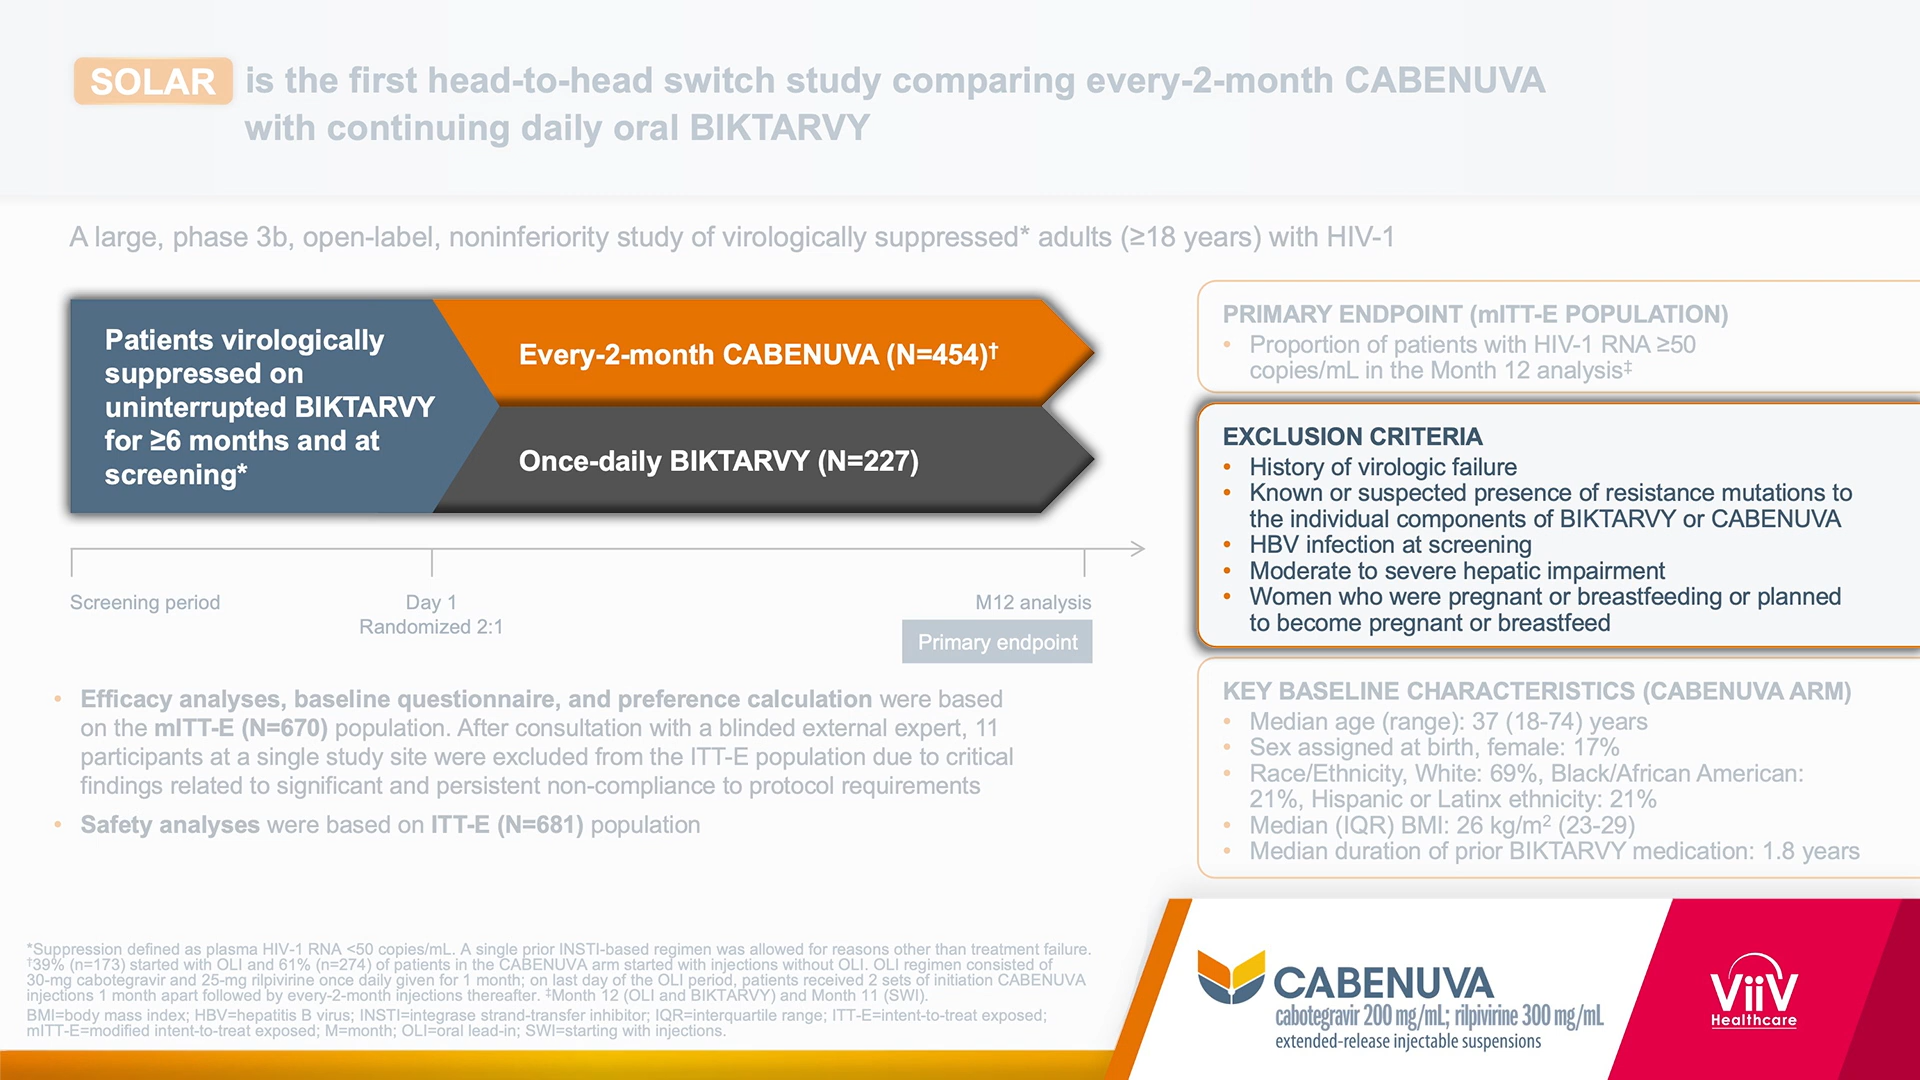 SOLAR is the first head-to-head switch study comparing every-2-month CABENUVA
with continuing daily oral BIKTARVY
A large, phase 3b, open-label, noninferiority study of virologically suppressed* adults (≥18 years) with HIV-1
Patients virologically
suppressed on
uninterrupted BIKTARVY
for ≥6 months and at
screening*
Every-2-month CABENUVA (N=454)†
Once-daily BIKTARVY (N=227)
Screening period
Day 1
Randomized 2:1
M12 analysis
Primary endpoint
• Efficacy analyses, baseline questionnaire, and preference calculation were based
on the mITT-E (N=670) population. After consultation with a blinded external expert, 11
participants at a single study site were excluded from the ITT-E population due to critical
findings related to significant and persistent non-compliance to protocol requirements
• Safety analyses were based on ITT-E (N=681) population
PRIMARY ENDPOINT (mITT-E POPULATION)
• Proportion of patients with HIV-1 RNA ≥50
copies/mL in the Month 12 analysis‡
EXCLUSION CRITERIA
• History of virologic failure
• Known or suspected presence of resistance mutations to
the individual components of BIKTARVY or CABENUVA
• HBV infection at screening
• Moderate to severe hepatic impairment
• Women who were pregnant or breastfeeding or planned
to become pregnant or breastfeed
KEY BASELINE CHARACTERISTICS (CABENUVA ARM)
• Median age (range): 37 (18-74) years
• Sex assigned at birth, female: 17%
• Race/Ethnicity, White: 69%, Black/African American:
21%, Hispanic or Latinx ethnicity: 21%
• Median (IQR) BMI: 26 kg/m² (23-29)
• Median duration of prior BIKTARVY medication: 1.8 years
*Suppression defined as plasma HIV-1 RNA <50 copies/mL. A single prior INSTI-based regimen was allowed for reasons other than treatment failure.
†39% (n=173) started with OLI and 61% (n=274) of patients in the CABENUVA arm started with injections without OLI. OLI regimen consisted of
30-mg cabotegravir and 25-mg rilpivirine once daily given for 1 month; on last day of the OLI period, patients received 2 sets of initiation CABENUVA
injections 1 month apart followed by every-2-month injections thereafter. ‡Month 12 (OLI and BIKTARVY) and Month 11 (SWI).
BMI=body mass index; HBV=hepatitis B virus; INSTI=integrase strand-transfer inhibitor; IQR=interquartile range; ITT-E=intent-to-treat exposed;
mITT-E=modified intent-to-treat exposed; M=month; OLI=oral lead-in; SWI=starting with injections.
CABENUVA
cabotegravir 200 mg/mL; rilpivirine 300 mg/mL
extended-release injectable suspensions
ViiV
Healthcare